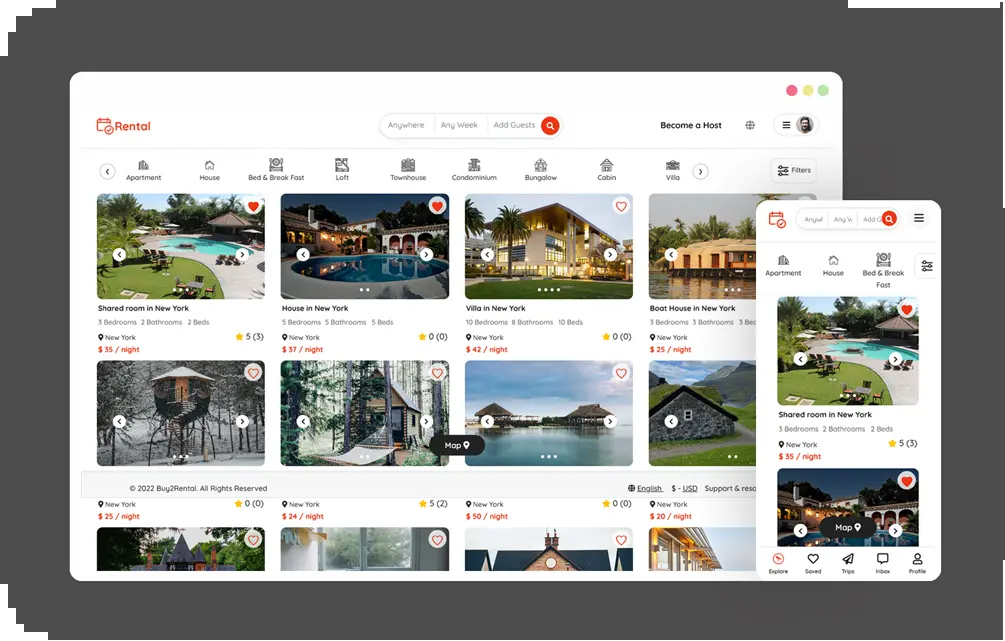 Rental
Anywhere Any Week Add Guests
Become a Host
Apartment House Bed & Break Fast Loft Townhouse Condominium Bungalow Cabin Villa
Filters
Shared room in New York
3 Bedrooms 2 Bathrooms 2 Beds
New York 5 (3)
$ 35 / night
House in New York
5 Bedrooms 5 Bathrooms 5 Beds
New York 0 (0)
$ 37 / night
Villa in New York
10 Bedrooms 8 Bathrooms 10 Beds
New York 0 (0)
$ 42 / night
Boat House in New York
3 Bedrooms 3 Bathrooms 3 Bec
New York
$ 25 / night
Map
© 2022 Buy2Rental. All Rights Reserved
English $ - USD Support & reso
New York 0 (0)
$ 25 / night
New York 5 (2)
$ 24 / night
New York 0 (0)
$ 50 / night
New York
$ 20 / night
Anywl Any W Add G
Apartment House Bed & Break
Fast
Shared room in New York
3 Bedrooms 2 Bathrooms 2 Beds
New York 5 (3)
$ 35 / night
Map
Explore Saved Trips Inbox Profile